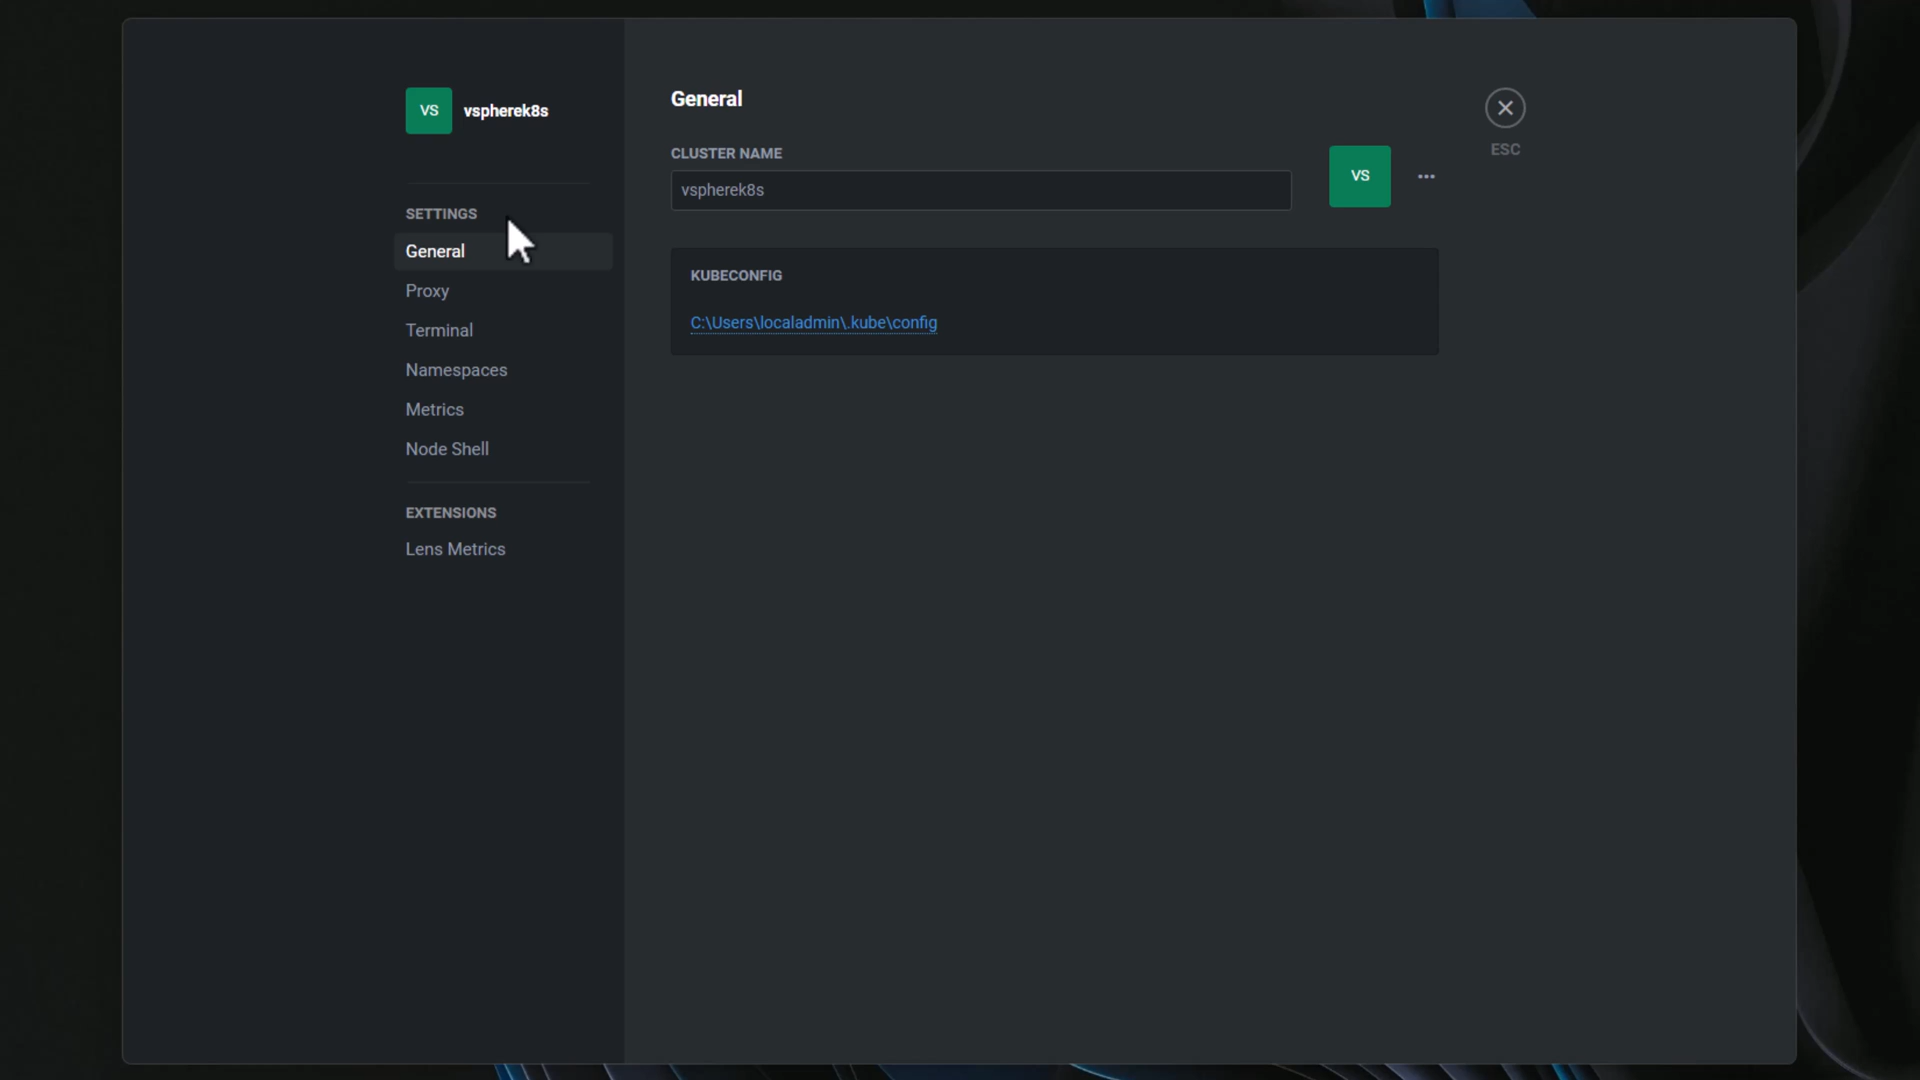 VS vspherek8s
SETTINGS
General
Proxy
Terminal
Namespaces
Metrics
Node Shell
EXTENSIONS
Lens Metrics
General
CLUSTER NAME
vspherek8s
VS
ESC
KUBECONFIG
C:\Users\localadmin\.kube\config